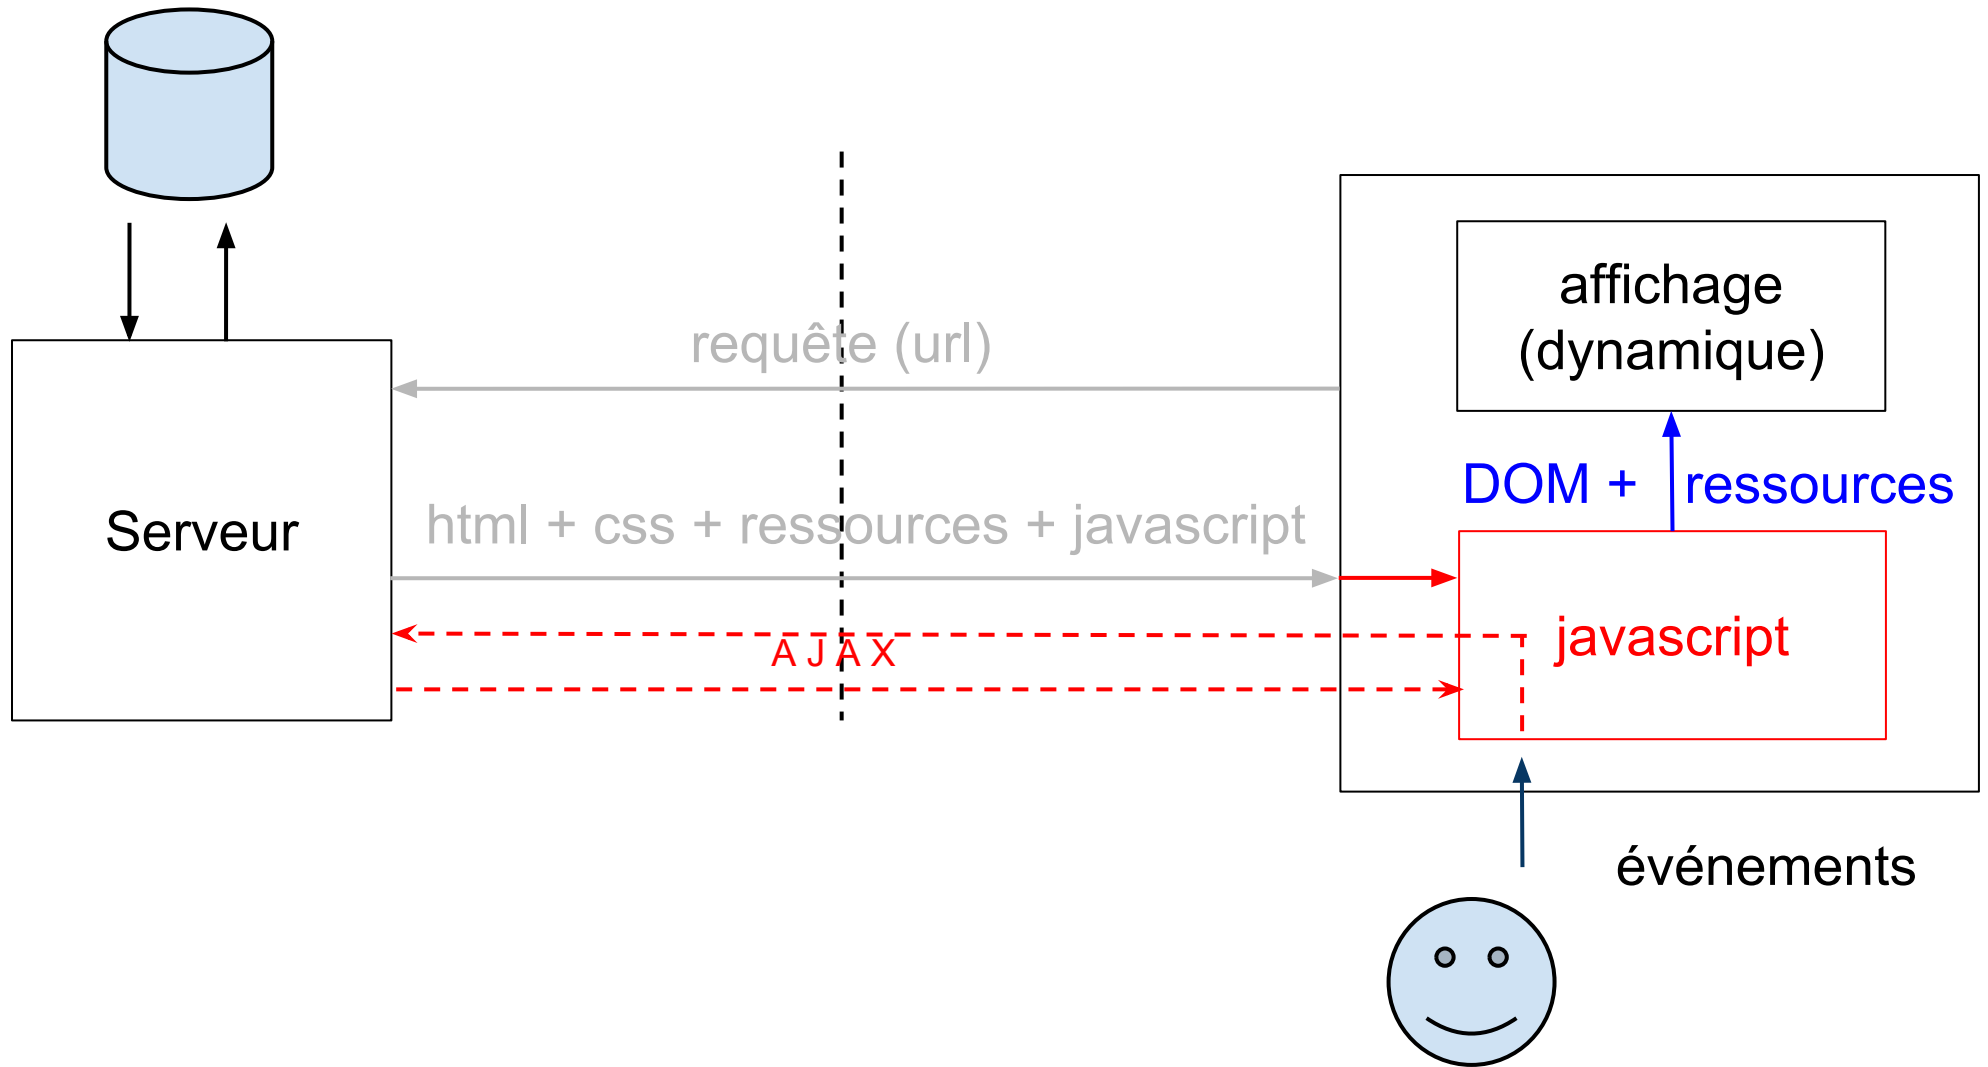 affichage
(dynamique)
requête (url)
DOM + ressources
Serveur
html + css + ressources + javascript
javascript
A J A X
événements